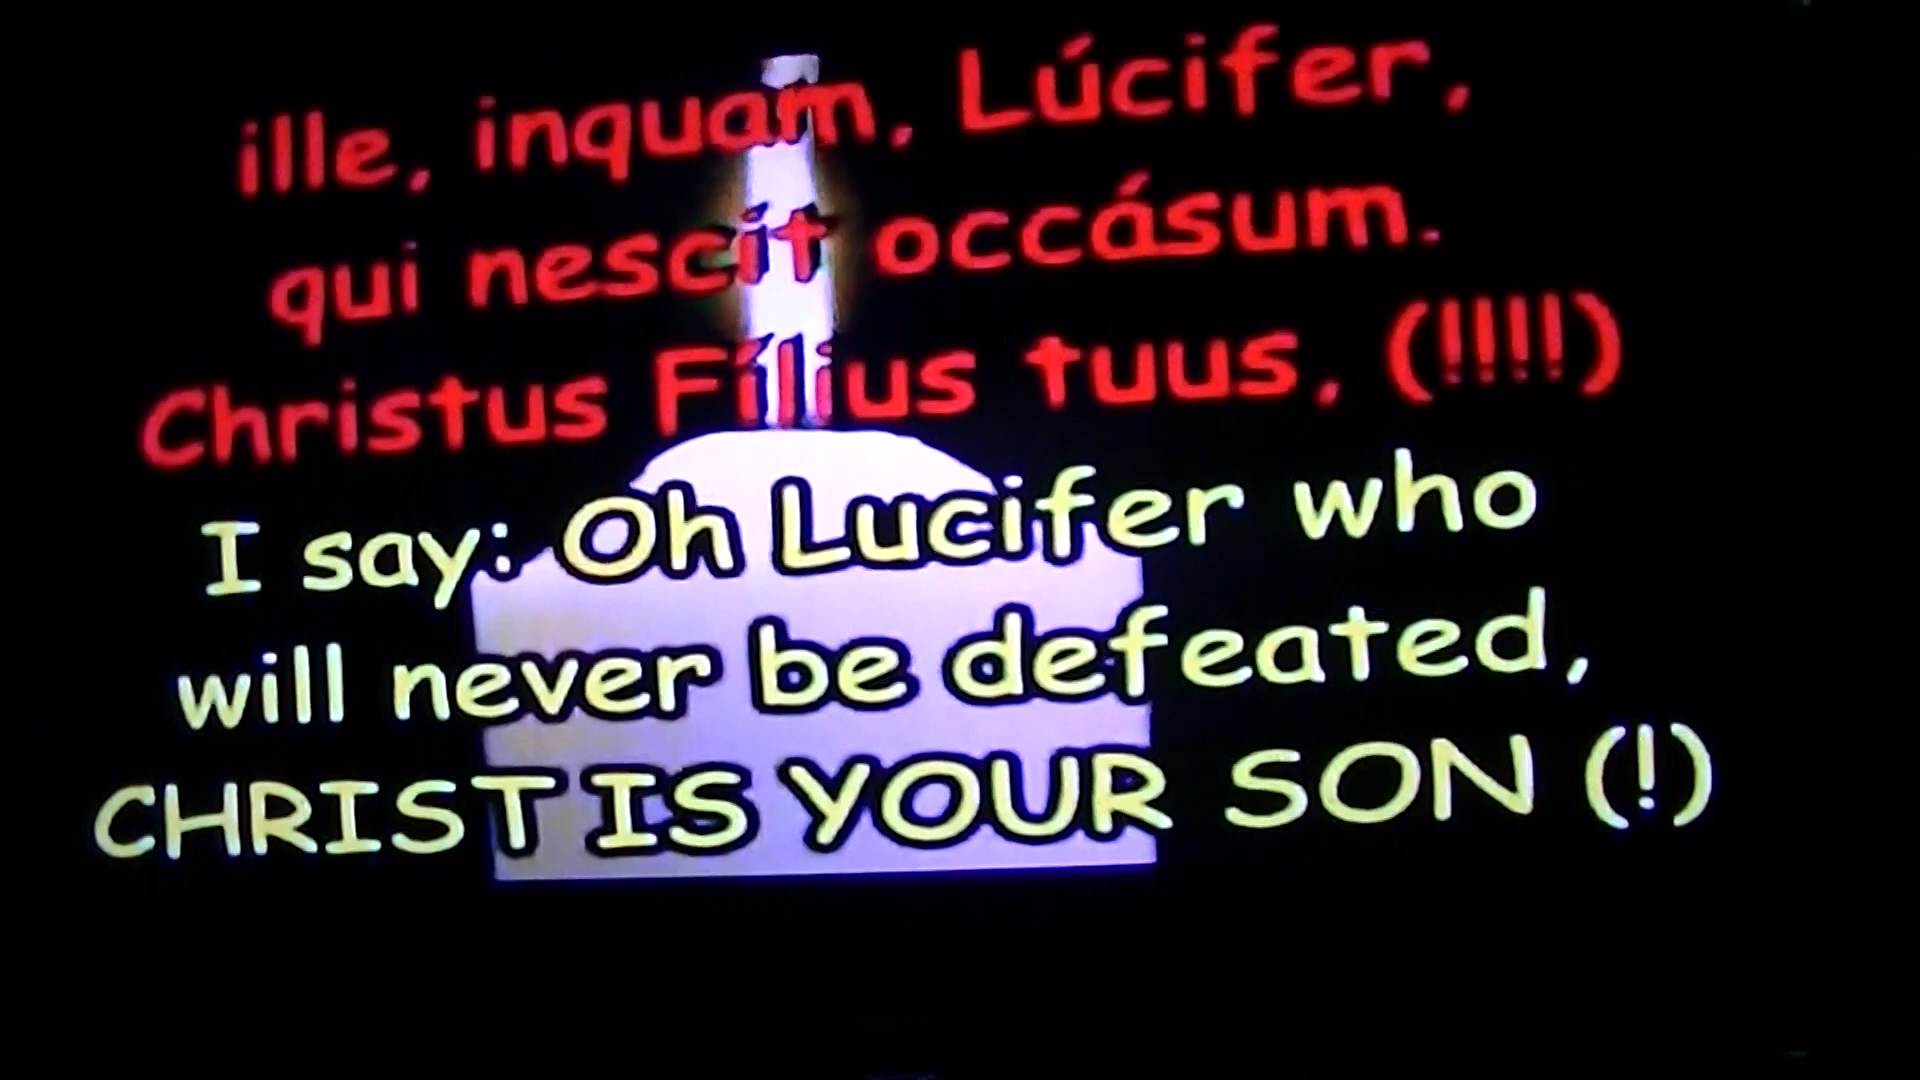 ille, inquam, Lúcifer,
qui nescit occásum.
Christus Fílius tuus, (!!!!)
I say: Oh Lucifer who
will never be defeated,
CHRIST IS YOUR SON (!)